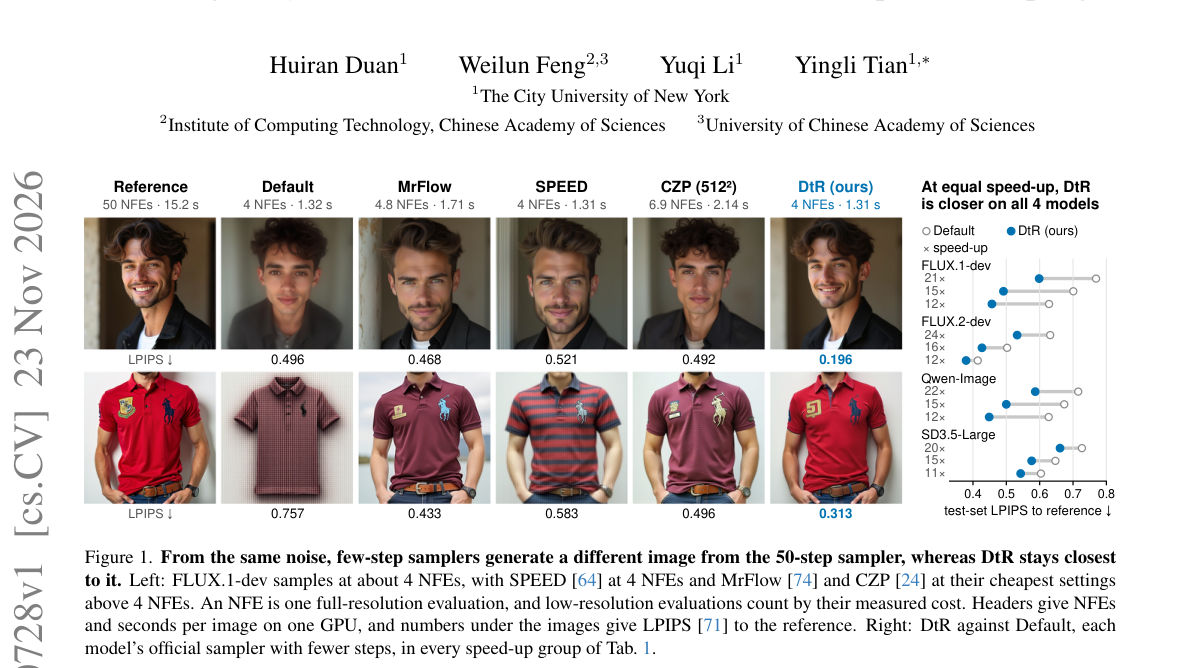 Huiran Duan¹ Weilun Feng²,³ Yuqi Li¹ Yingli Tian¹,*
¹The City University of New York
²Institute of Computing Technology, Chinese Academy of Sciences ³University of Chinese Academy of Sciences
0728v1 [cs.CV] 23 Nov 2026
Reference Default MrFlow SPEED CZP (512²) DtR (ours)
50 NFEs · 15.2 s 4 NFEs · 1.32 s 4.8 NFEs · 1.71 s 4 NFEs · 1.31 s 6.9 NFEs · 2.14 s 4 NFEs · 1.31 s
LPIPS ↓ 0.496 0.468 0.521 0.492 0.196
LPIPS ↓ 0.757 0.433 0.583 0.496 0.313
At equal speed-up, DtR
is closer on all 4 models
Default DtR (ours)
× speed-up
FLUX.1-dev
21×
15×
12×
FLUX.2-dev
24×
16×
12×
Qwen-Image
22×
15×
12×
SD3.5-Large
20×
15×
11×
0.4 0.5 0.6 0.7 0.8
test-set LPIPS to reference ↓
Figure 1. From the same noise, few-step samplers generate a different image from the 50-step sampler, whereas DtR stays closest
to it. Left: FLUX.1-dev samples at about 4 NFEs, with SPEED [64] at 4 NFEs and MrFlow [74] and CZP [24] at their cheapest settings
above 4 NFEs. An NFE is one full-resolution evaluation, and low-resolution evaluations count by their measured cost. Headers give NFEs
and seconds per image on one GPU, and numbers under the images give LPIPS [71] to the reference. Right: DtR against Default, each
model's official sampler with fewer steps, in every speed-up group of Tab. 1.